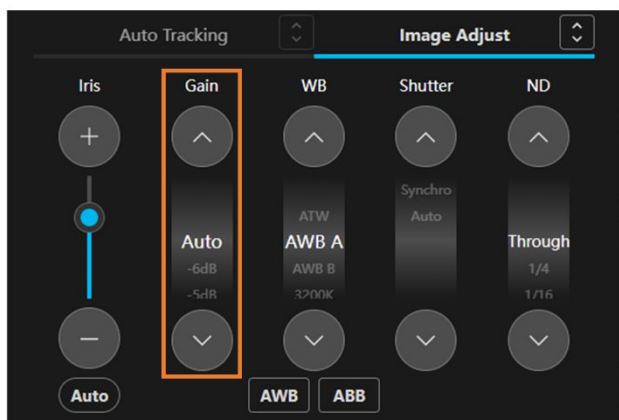 Auto Tracking Image Adjust
Iris Gain WB Shutter ND
Synchro
ATW Auto
Auto AWB A Through
-6dB AWB B 1/4
-5dB 3200K 1/16
Auto AWB ABB